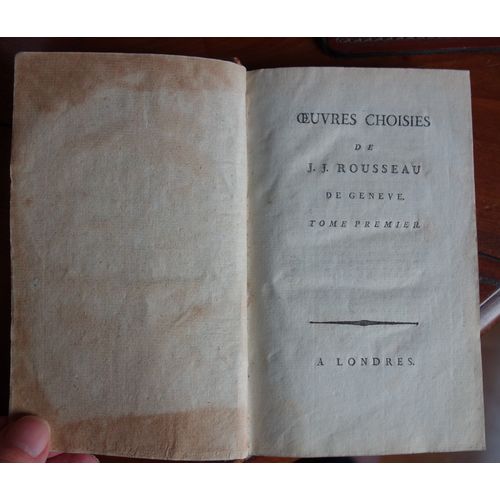 ŒUVRES CHOISIES
DE
J. J. ROUSSEAU
DE GENEVE.
TOME PREMIER.
A LONDRES.